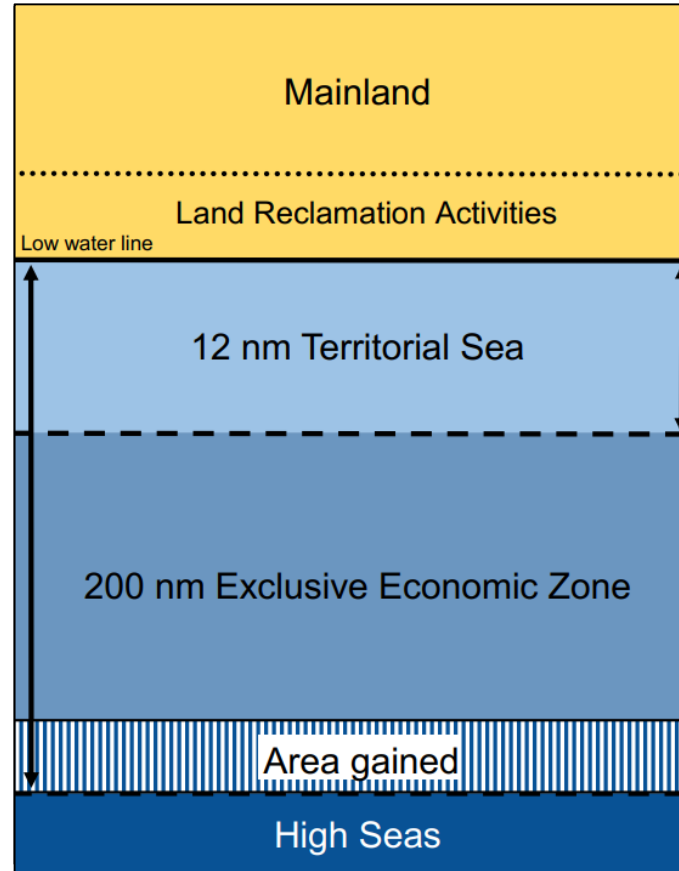 Mainland
Land Reclamation Activities
Low water line
12 nm Territorial Sea
200 nm Exclusive Economic Zone
Area gained
High Seas